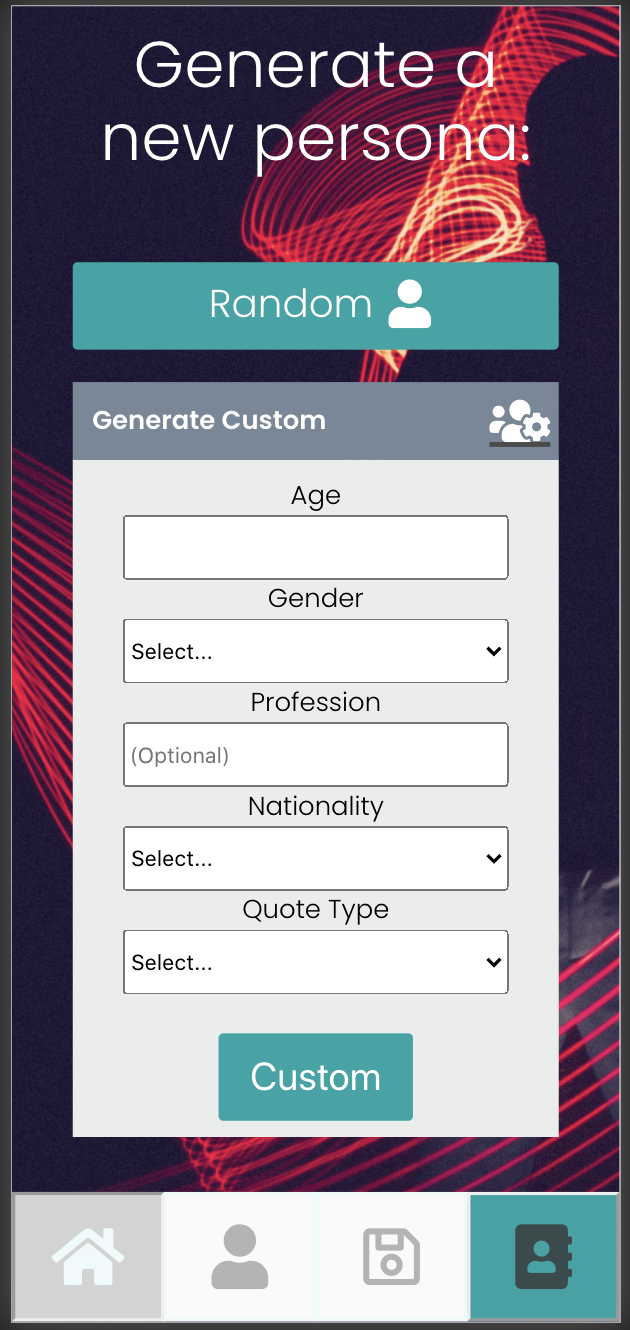 Generate a
new persona:
Random
Generate Custom
Age
Gender
Select...
Profession
(Optional)
Nationality
Select...
Quote Type
Select...
Custom